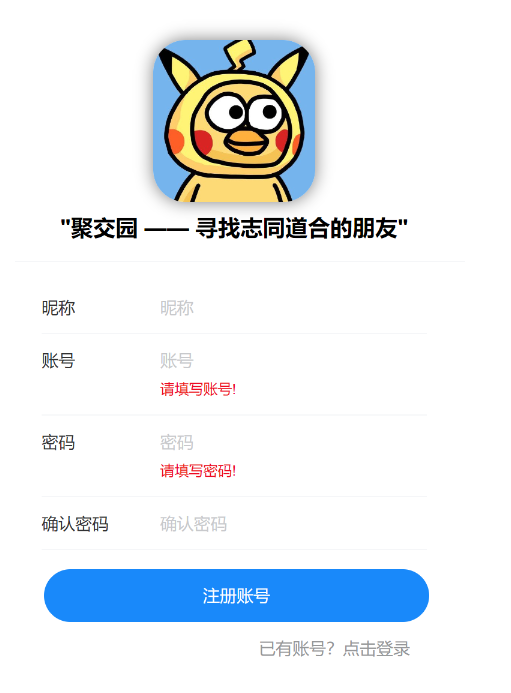 "聚交园 —— 寻找志同道合的朋友"
昵称 昵称
账号 账号
请填写账号!
密码 密码
请填写密码!
确认密码 确认密码
注册账号
已有账号？点击登录